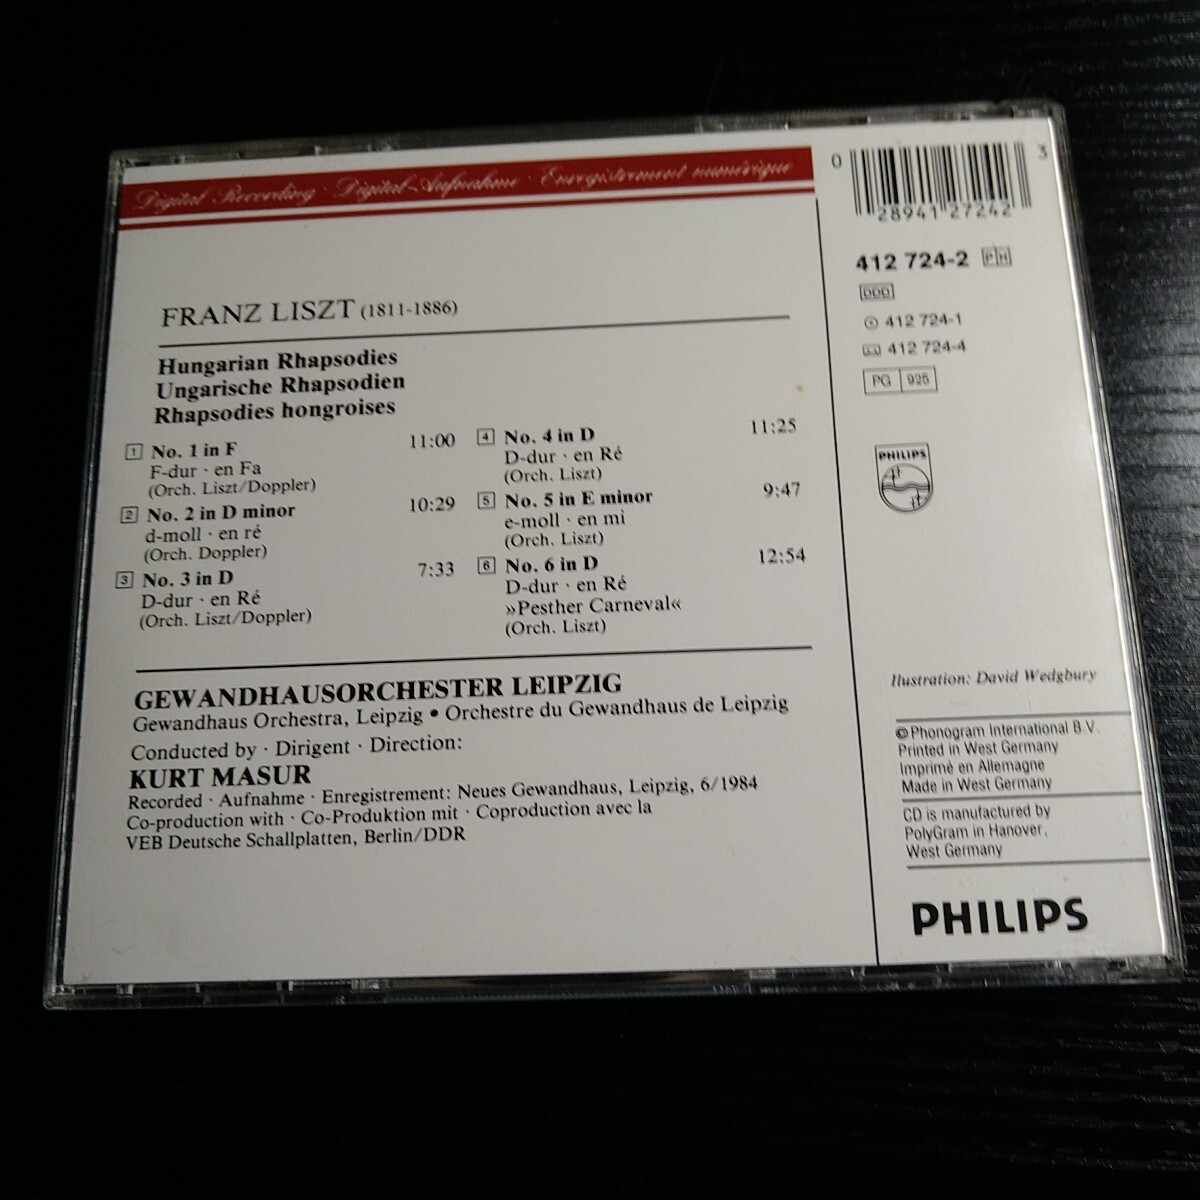 Digital Recording · Digital-Aufnahme · Enregistrement numérique
FRANZ LISZT (1811-1886)
Hungarian Rhapsodies
Ungarische Rhapsodien
Rhapsodies hongroises
1 No. 1 in F 11:00
F-dur · en Fa
(Orch. Liszt/Doppler)
2 No. 2 in D minor 10:29
d-moll · en ré
(Orch. Doppler)
3 No. 3 in D 7:33
D-dur · en Ré
(Orch. Liszt/Doppler)
4 No. 4 in D 11:25
D-dur · en Ré
(Orch. Liszt)
5 No. 5 in E minor 9:47
e-moll · en mi
(Orch. Liszt)
6 No. 6 in D 12:54
D-dur · en Ré
»Pesther Carneval«
(Orch. Liszt)
GEWANDHAUSORCHESTER LEIPZIG
Gewandhaus Orchestra, Leipzig • Orchestre du Gewandhaus de Leipzig
Conducted by · Dirigent · Direction:
KURT MASUR
Recorded · Aufnahme · Enregistrement: Neues Gewandhaus, Leipzig, 6/1984
Co-production with · Co-Produktion mit · Coproduction avec la
VEB Deutsche Schallplatten, Berlin/DDR
0 28941 27242 3
412 724-2 PH
DDD
412 724-1
412 724-4
PG 925
PHILIPS
Ilustration: David Wedgbury
© Phonogram International B.V.
Printed in West Germany
Imprimé en Allemagne
Made in West Germany
CD is manufactured by
PolyGram in Hanover,
West Germany
PHILIPS